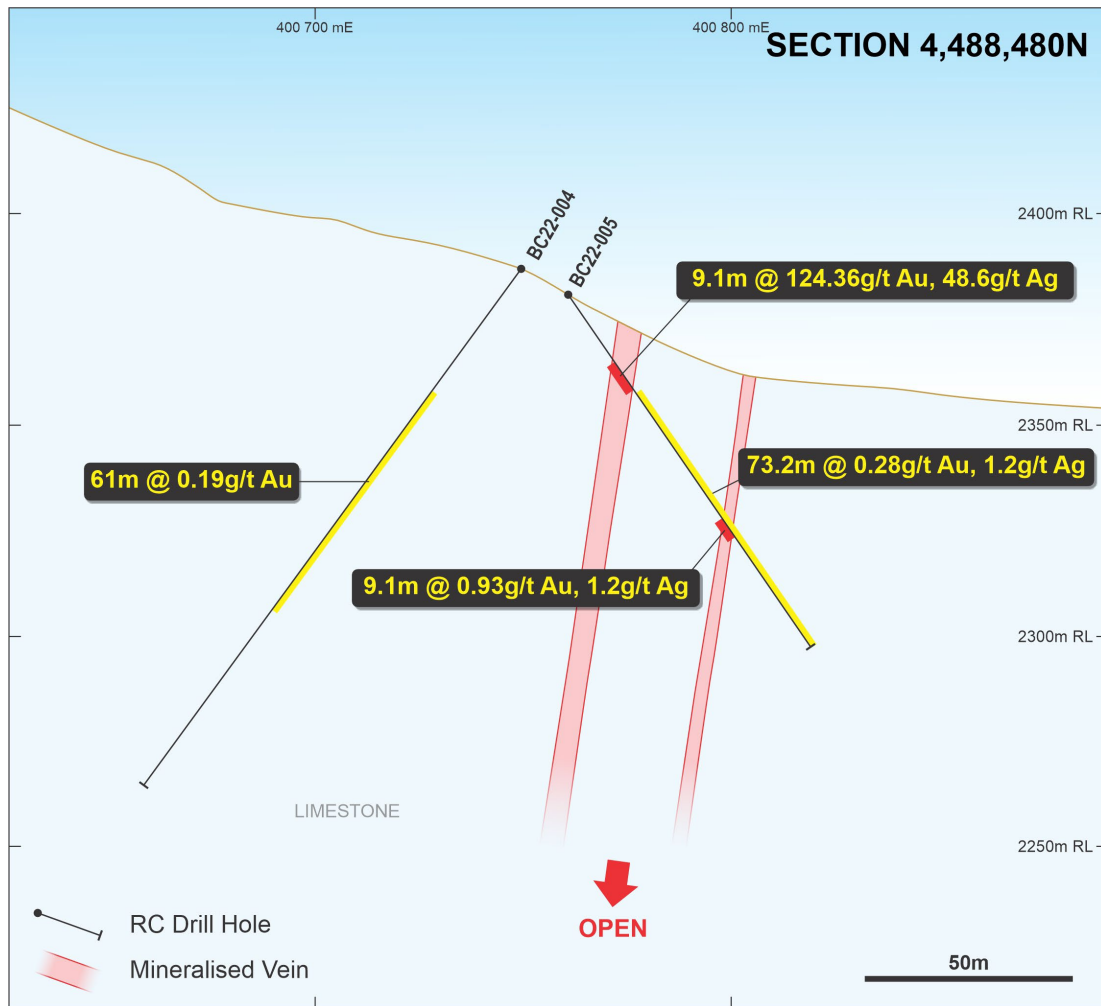 400 700 mE
400 800 mE
SECTION 4,488,480N
2400m RL
BC22-004
BC22-005
9.1m @ 124.36g/t Au, 48.6g/t Ag
2350m RL
61m @ 0.19g/t Au
73.2m @ 0.28g/t Au, 1.2g/t Ag
9.1m @ 0.93g/t Au, 1.2g/t Ag
2300m RL
LIMESTONE
2250m RL
OPEN
RC Drill Hole
Mineralised Vein
50m